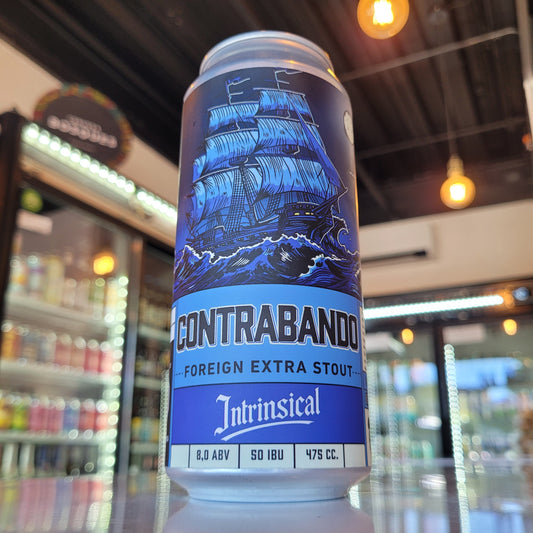 CONTRABANDO
FOREIGN EXTRA STOUT
Intrinsical
8,0 ABV 50 IBU 475 CC.